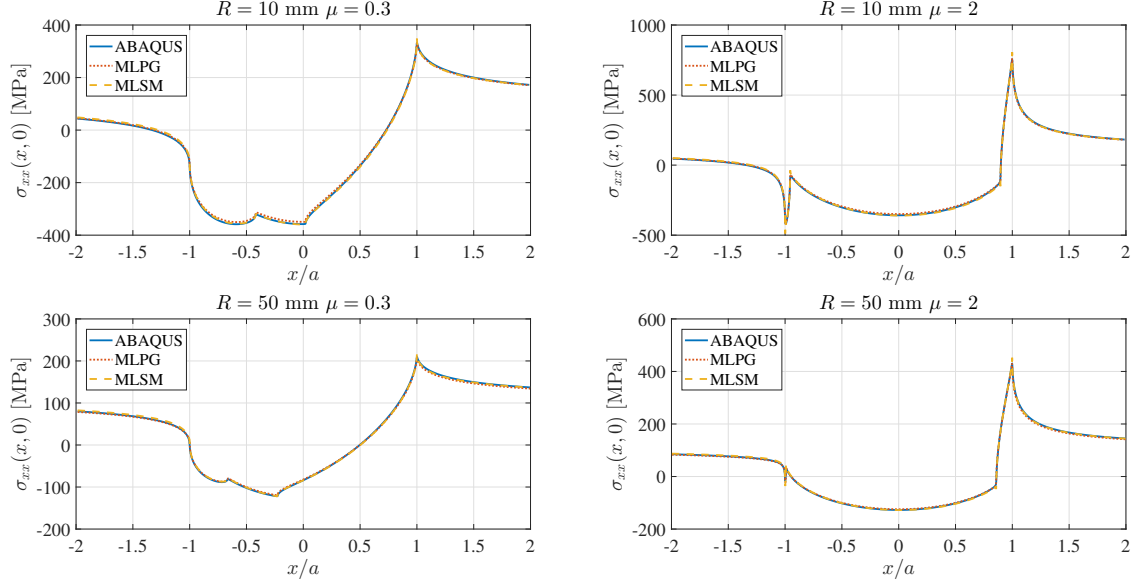 R = 10 mm μ = 0.3
σxx(x, 0) [MPa]
400
200
0
-200
-400
ABAQUS
MLPG
MLSM
-2 -1.5 -1 -0.5 0 0.5 1 1.5 2
x/a
R = 10 mm μ = 2
σxx(x, 0) [MPa]
1000
500
0
-500
ABAQUS
MLPG
MLSM
-2 -1.5 -1 -0.5 0 0.5 1 1.5 2
x/a
R = 50 mm μ = 0.3
σxx(x, 0) [MPa]
300
200
100
0
-100
-200
ABAQUS
MLPG
MLSM
-2 -1.5 -1 -0.5 0 0.5 1 1.5 2
x/a
R = 50 mm μ = 2
σxx(x, 0) [MPa]
600
400
200
0
-200
ABAQUS
MLPG
MLSM
-2 -1.5 -1 -0.5 0 0.5 1 1.5 2
x/a